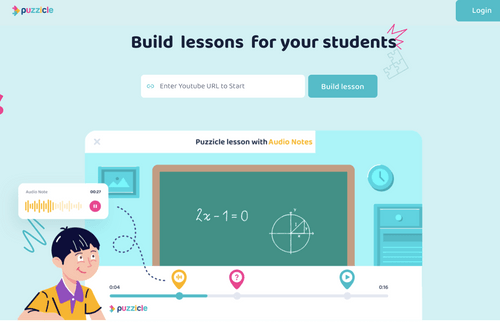 puzzicle
Login
Build lessons for your students
Enter Youtube URL to Start
Build lesson
Puzzicle lesson with Audio Notes
Audio Note
00:27
2x-1=0
?
0:04
0:16
puzzicle